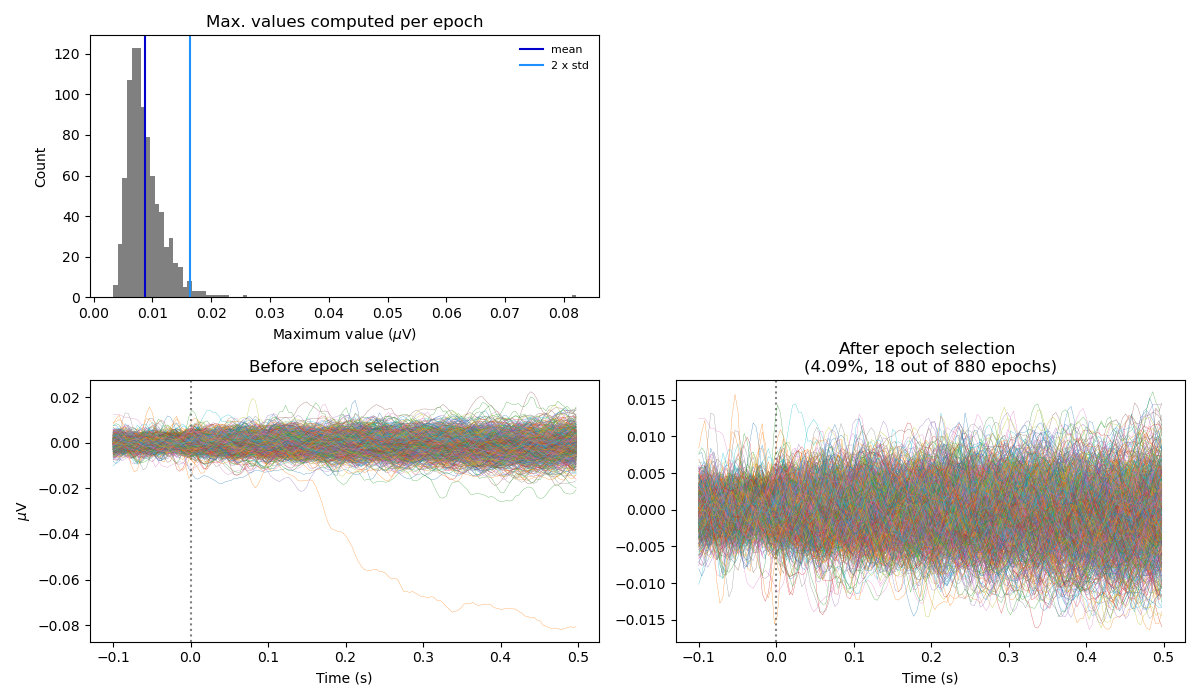 Max. values computed per epoch
mean
2 x std
120
100
80
60
40
20
0
Count
0.00 0.01 0.02 0.03 0.04 0.05 0.06 0.07 0.08
Maximum value (μV)
Before epoch selection
0.02
0.00
−0.02
−0.04
−0.06
−0.08
μV
−0.1 0.0 0.1 0.2 0.3 0.4 0.5
Time (s)
After epoch selection
(4.09%, 18 out of 880 epochs)
0.015
0.010
0.005
0.000
−0.005
−0.010
−0.015
−0.1 0.0 0.1 0.2 0.3 0.4 0.5
Time (s)